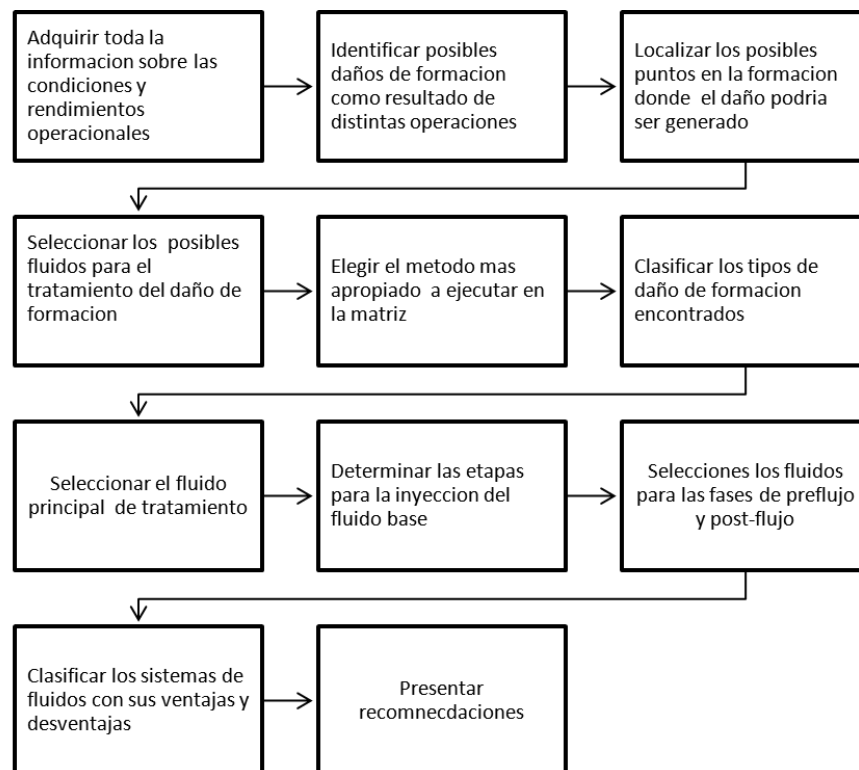 Adquirir toda la
informacion sobre las
condiciones y
rendimientos
operacionales
Identificar posibles
daños de formacion
como resultado de
distintas operaciones
Localizar los posibles
puntos en la formacion
donde el daño podria
ser generado
Seleccionar los posibles
fluidos para el
tratamiento del daño de
formacion
Elegir el metodo mas
apropiado a ejecutar en
la matriz
Clasificar los tipos de
daño de formacion
encontrados
Seleccionar el fluido
principal de tratamiento
Determinar las etapas
para la inyeccion del
fluido base
Selecciones los fluidos
para las fases de preflujo
y post-flujo
Clasificar los sistemas de
fluidos con sus ventajas y
desventajas
Presentar
recomnecdaciones